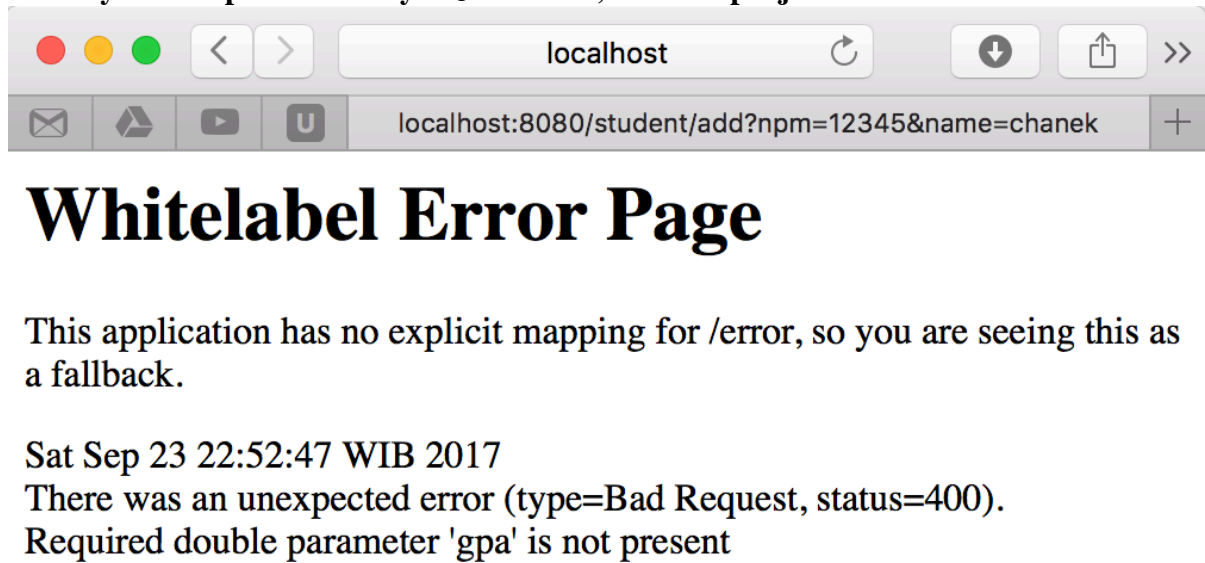 localhost
U
localhost:8080/student/add?npm=12345&name=chanek
Whitelabel Error Page
This application has no explicit mapping for /error, so you are seeing this as
a fallback.
Sat Sep 23 22:52:47 WIB 2017
There was an unexpected error (type=Bad Request, status=400).
Required double parameter 'gpa' is not present